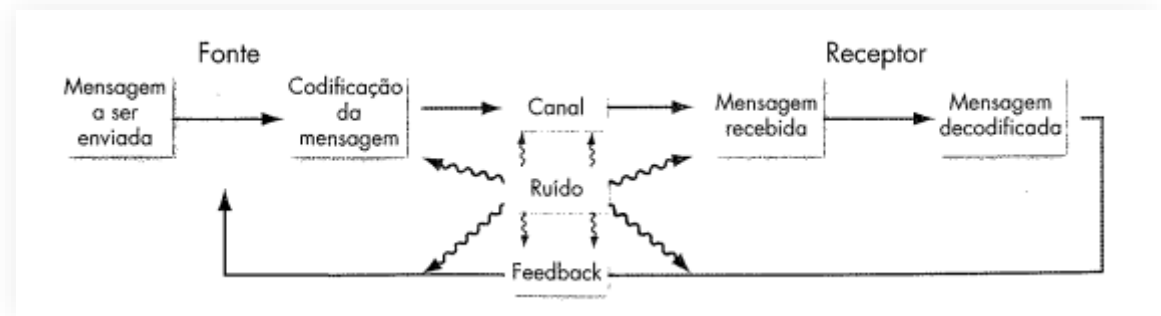 Fonte
Receptor
Mensagem
a ser
enviada
Codificação
da
mensagem
Canal
Mensagem
recebida
Mensagem
decodificada
Ruído
Feedback